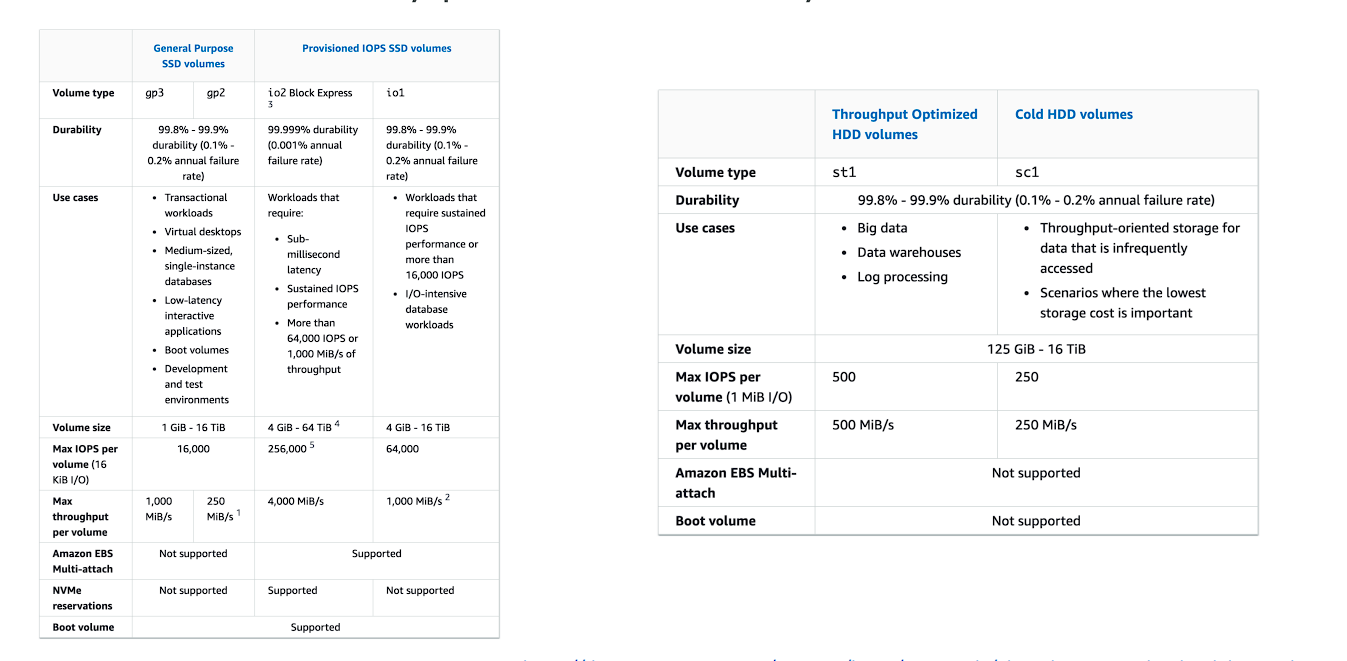 General Purpose
SSD volumes
Provisioned IOPS SSD volumes
Volume type
gp3
gp2
io2 Block Express
3
io1
Durability
99.8% - 99.9%
durability (0.1% -
0.2% annual failure
rate)
99.999% durability
(0.001% annual
failure rate)
99.8% - 99.9%
durability (0.1% -
0.2% annual failure
rate)
Use cases
• Transactional
workloads
• Virtual desktops
• Medium-sized,
single-instance
databases
• Low-latency
interactive
applications
• Boot volumes
• Development
and test
environments
Workloads that
require:
• Sub-
millisecond
latency
• Sustained IOPS
performance
• More than
64,000 IOPS or
1,000 MiB/s of
throughput
• Workloads that
require sustained
IOPS
performance or
more than
16,000 IOPS
• I/O-intensive
database
workloads
Volume size
1 GiB - 16 TiB
4 GiB - 64 TiB 4
4 GiB - 16 TiB
Max IOPS per
volume (16
KiB I/O)
16,000
256,000 5
64,000
Max
throughput
per volume
1,000
MiB/s
250
MiB/s 1
4,000 MiB/s
1,000 MiB/s 2
Amazon EBS
Multi-attach
Not supported
Supported
NVMe
reservations
Not supported
Supported
Not supported
Boot volume
Supported
Throughput Optimized
HDD volumes
Cold HDD volumes
Volume type
st1
sc1
Durability
99.8% - 99.9% durability (0.1% - 0.2% annual failure rate)
Use cases
• Big data
• Data warehouses
• Log processing
• Throughput-oriented storage for
data that is infrequently
accessed
• Scenarios where the lowest
storage cost is important
Volume size
125 GiB - 16 TiB
Max IOPS per
volume (1 MiB I/O)
500
250
Max throughput
per volume
500 MiB/s
250 MiB/s
Amazon EBS Multi-
attach
Not supported
Boot volume
Not supported